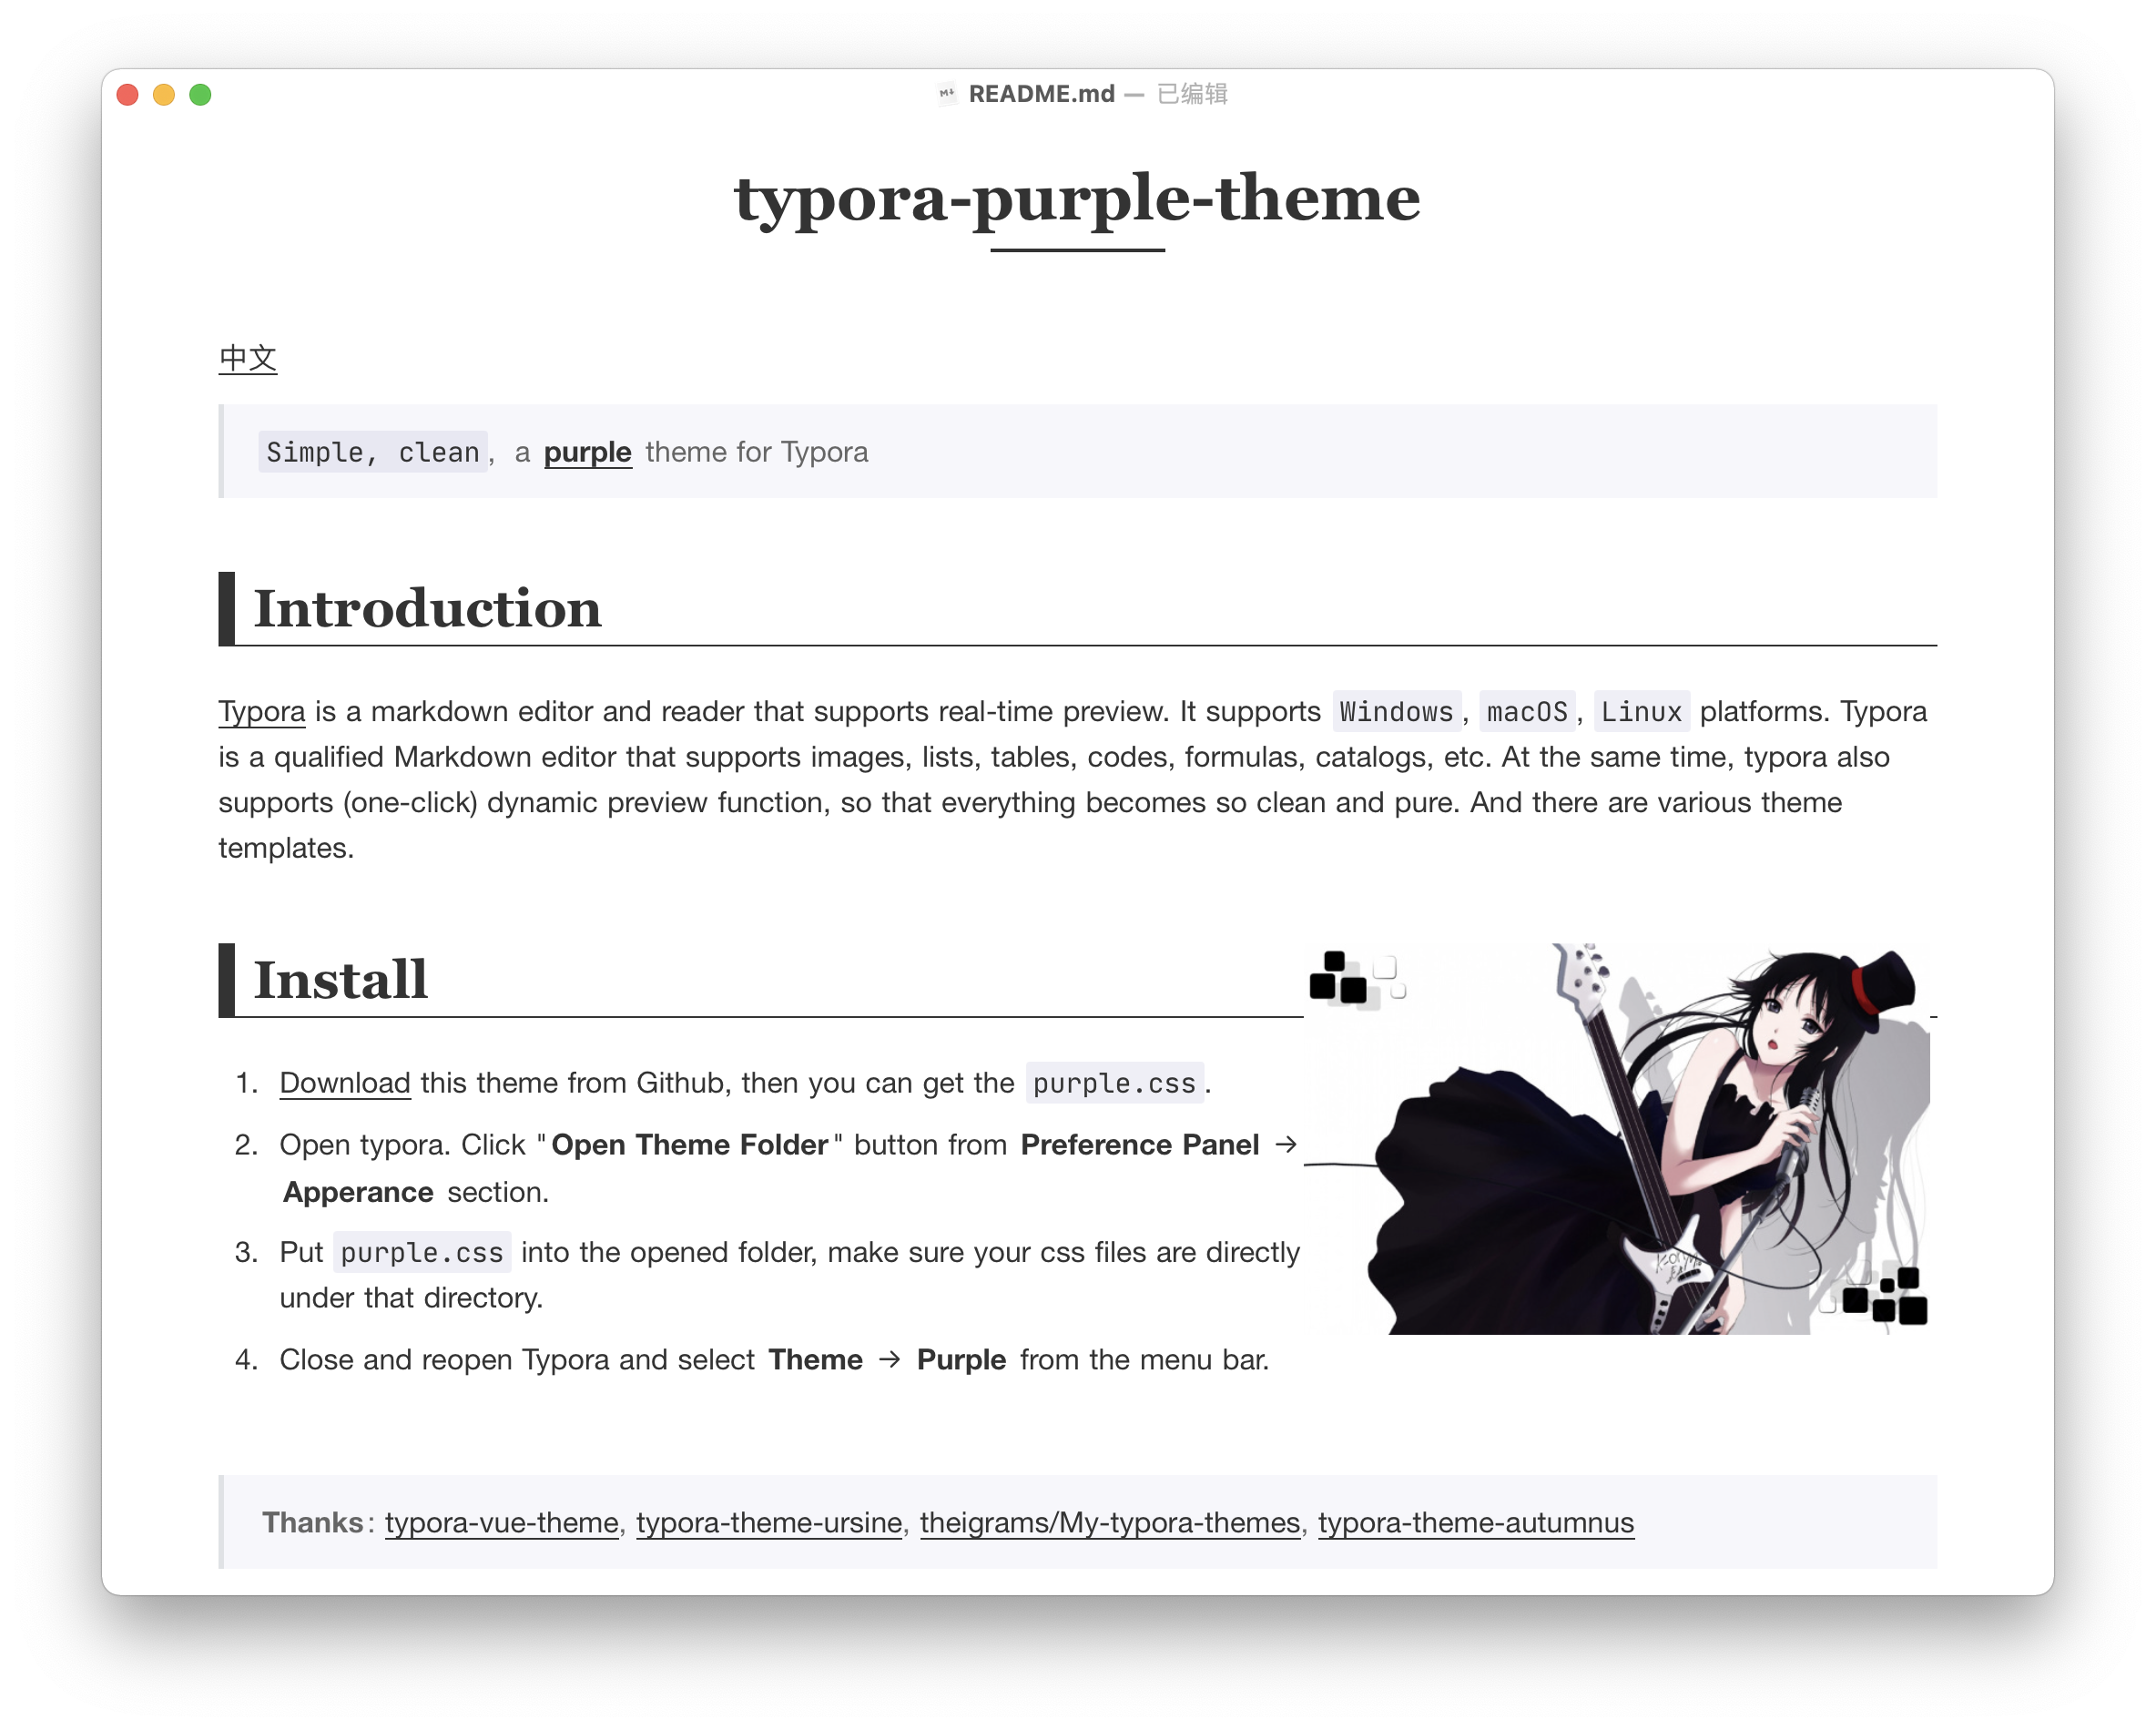 README.md — 已编辑
typora-purple-theme
中文
Simple, clean, a purple theme for Typora
Introduction
Typora is a markdown editor and reader that supports real-time preview. It supports Windows, macOS, Linux platforms. Typora
is a qualified Markdown editor that supports images, lists, tables, codes, formulas, catalogs, etc. At the same time, typora also
supports (one-click) dynamic preview function, so that everything becomes so clean and pure. And there are various theme
templates.
Install
1. Download this theme from Github, then you can get the purple.css.
2. Open typora. Click "Open Theme Folder" button from Preference Panel →
Apperance section.
3. Put purple.css into the opened folder, make sure your css files are directly
under that directory.
4. Close and reopen Typora and select Theme → Purple from the menu bar.
Thanks: typora-vue-theme, typora-theme-ursine, theigrams/My-typora-themes, typora-theme-autumnus